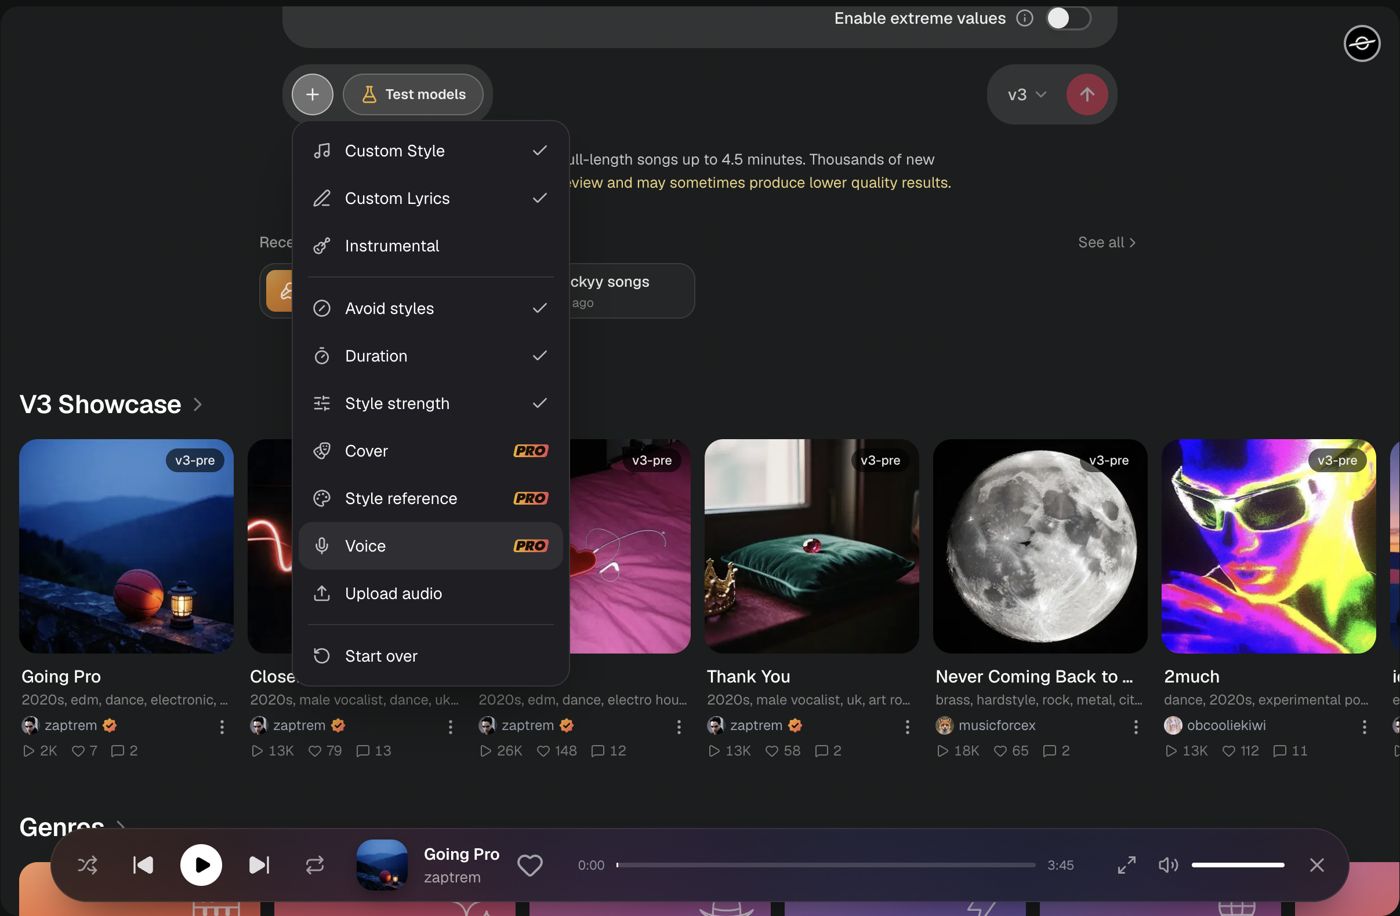 Enable extreme values
Test models
v3
Custom Style
Custom Lyrics
Instrumental
Avoid styles
Duration
Style strength
Cover PRO
Style reference PRO
Voice PRO
Upload audio
Start over
ull-length songs up to 4.5 minutes. Thousands of new
eview and may sometimes produce lower quality results.
Rece
See all
ckyy songs
ago
V3 Showcase
v3-pre
v3-pre
v3-pre
v3-pre
v3-pre
Going Pro
2020s, edm, dance, electronic, ...
zaptrem
2K 7 2
Close
2020s, male vocalist, dance, uk...
zaptrem
13K 79 13
2020s, edm, dance, electro hou...
zaptrem
26K 148 12
Thank You
2020s, male vocalist, uk, art ro...
zaptrem
13K 58 2
Never Coming Back to ...
brass, hardstyle, rock, metal, cit...
musicforcex
18K 65 2
2much
dance, 2020s, experimental po...
obcooliekiwi
13K 112 11
Genres
Going Pro
zaptrem
0:00
3:45